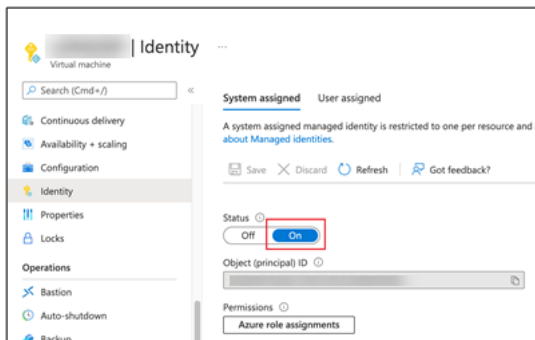 | Identity ...
Virtual machine
Search (Cmd+/)
«
Continuous delivery
Availability + scaling
Configuration
Identity
Properties
Locks
Operations
Bastion
Auto-shutdown
Backup
System assigned User assigned
A system assigned managed identity is restricted to one per resource and
about Managed identities.
Save Discard Refresh Got feedback?
Status
Off On
Object (principal) ID
Permissions
Azure role assignments